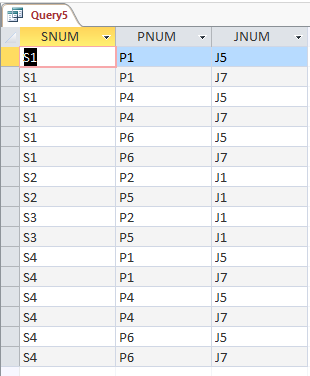 Query5
SNUM PNUM JNUM
S1 P1 J5
S1 P1 J7
S1 P4 J5
S1 P4 J7
S1 P6 J5
S1 P6 J7
S2 P2 J1
S2 P5 J1
S3 P2 J1
S3 P5 J1
S4 P1 J5
S4 P1 J7
S4 P4 J5
S4 P4 J7
S4 P6 J5
S4 P6 J7